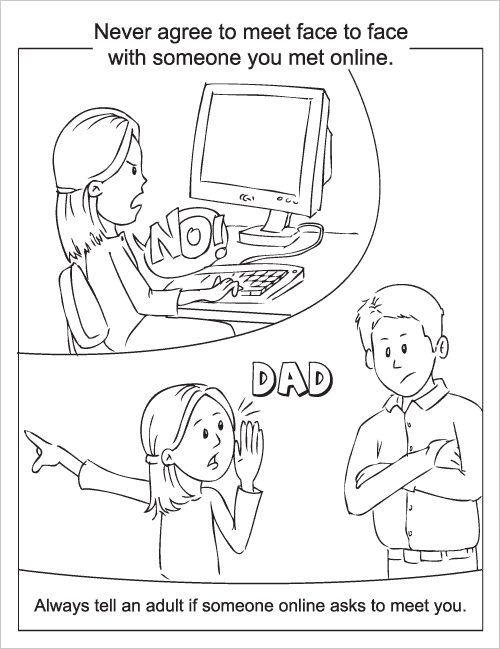 Never agree to meet face to face
with someone you met online.
NO!
DAD
Always tell an adult if someone online asks to meet you.